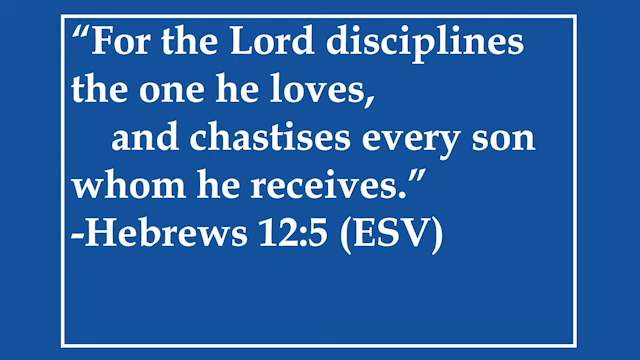 “For the Lord disciplines
the one he loves,
and chastises every son
whom he receives.”
-Hebrews 12:5 (ESV)